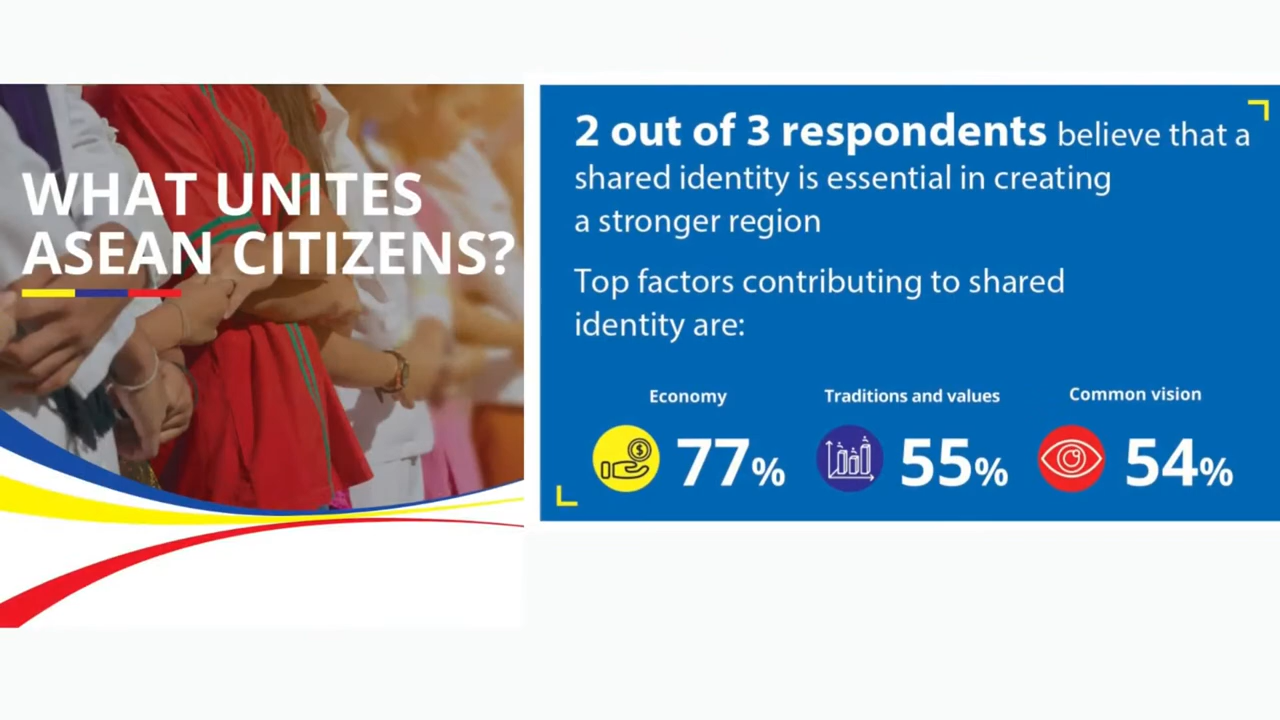 WHAT UNITES
ASEAN CITIZENS?
2 out of 3 respondents believe that a
shared identity is essential in creating
a stronger region
Top factors contributing to shared
identity are:
Economy
77%
Traditions and values
55%
Common vision
54%